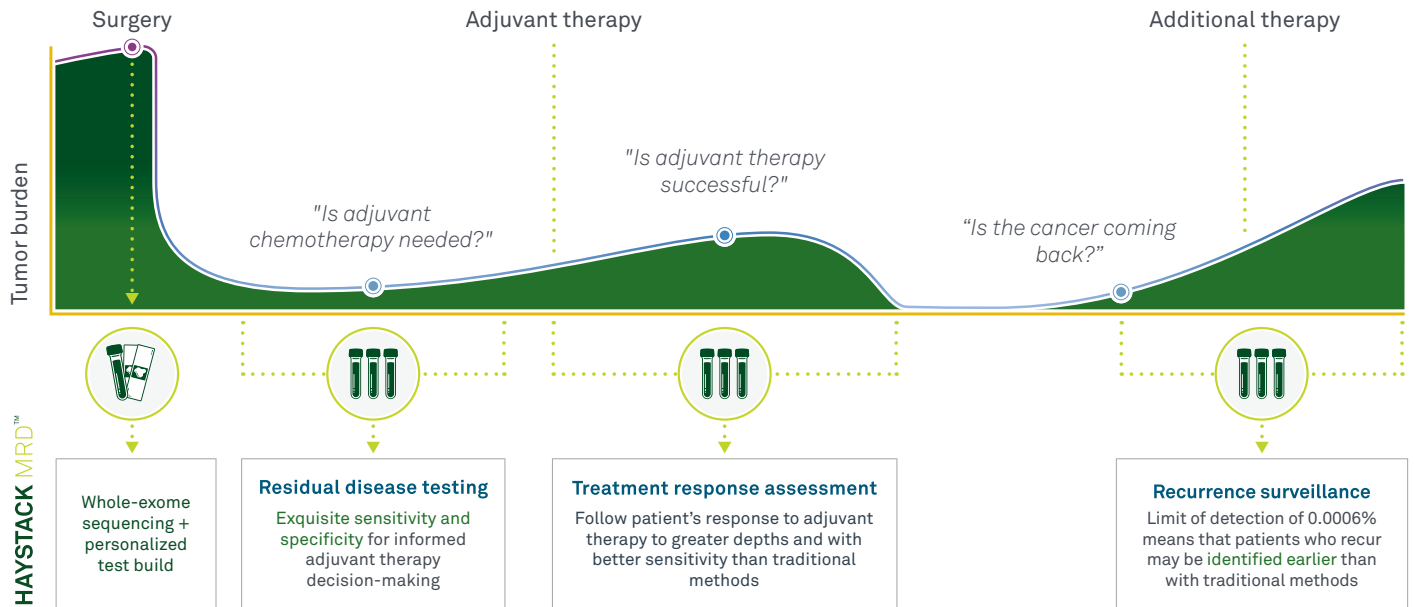 Surgery
Adjuvant therapy
Additional therapy
Tumor burden
"Is adjuvant
chemotherapy needed?"
"Is adjuvant therapy
successful?"
“Is the cancer coming
back?”
HAYSTACK MRD™
Whole-exome
sequencing +
personalized
test build
Residual disease testing
Exquisite sensitivity and
specificity for informed
adjuvant therapy
decision-making
Treatment response assessment
Follow patient’s response to adjuvant
therapy to greater depths and with
better sensitivity than traditional
methods
Recurrence surveillance
Limit of detection of 0.0006%
means that patients who recur
may be identified earlier than
with traditional methods